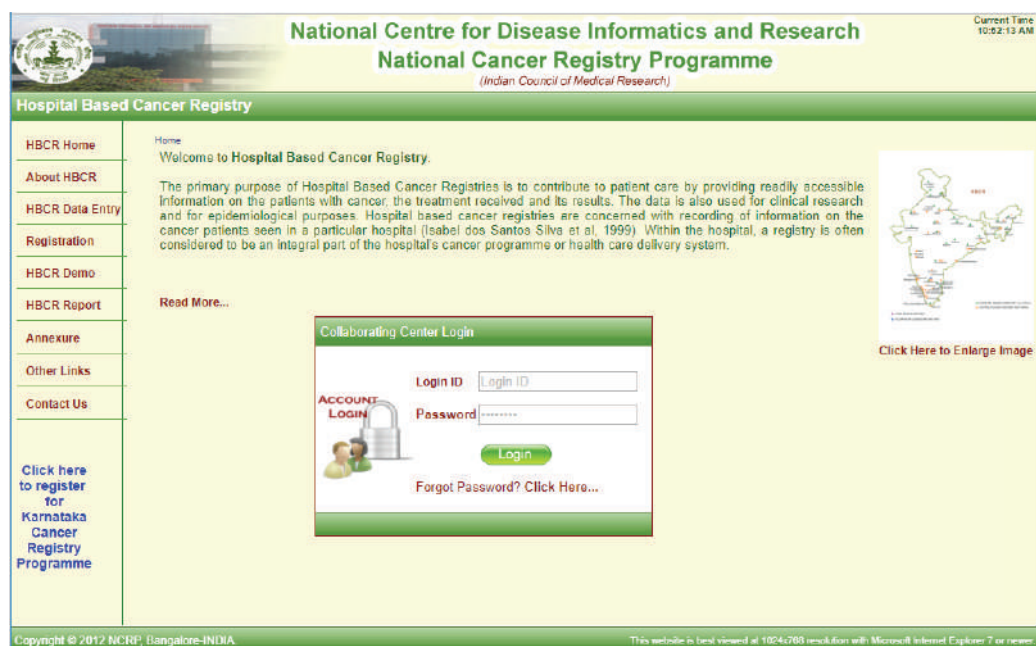 National Centre for Disease Informatics and Research
National Cancer Registry Programme
(Indian Council of Medical Research)
Current Time
10:52:13 AM
Hospital Based Cancer Registry
HBCR Home
About HBCR
HBCR Data Entry
Registration
HBCR Demo
HBCR Report
Annexure
Other Links
Contact Us
Click here
to register
for
Karnataka
Cancer
Registry
Programme
Home
Welcome to Hospital Based Cancer Registry.
The primary purpose of Hospital Based Cancer Registries is to contribute to patient care by providing readily accessible
information on the patients with cancer, the treatment received and its results. The data is also used for clinical research
and for epidemiological purposes. Hospital based cancer registries are concerned with recording of information on the
cancer patients seen in a particular hospital (Isabel dos Santos Silva et al, 1999). Within the hospital, a registry is often
considered to be an integral part of the hospital's cancer programme or health care delivery system.
Read More...
Collaborating Center Login
ACCOUNT
LOGIN
Login ID Login ID
Password --------
Login
Forgot Password? Click Here...
HBCR
Click Here to Enlarge Image
Copyright © 2012 NCRP, Bangalore-INDIA.
This website is best viewed at 1024x768 resolution with Microsoft Internet Explorer 7 or newer